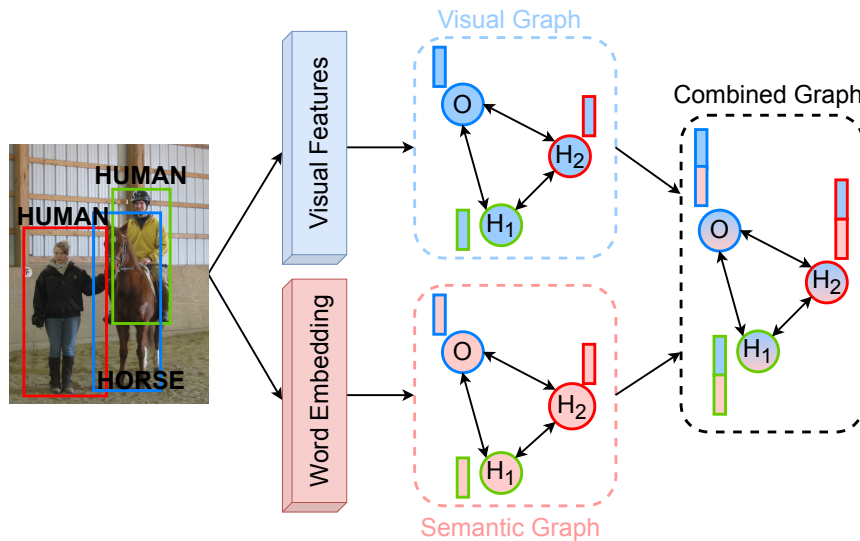 Visual Graph
Visual Features
O
H₂
H₁
Combined Graph
O
H₂
H₁
HUMAN
HUMAN
HORSE
Word Embedding
O
H₂
H₁
Semantic Graph